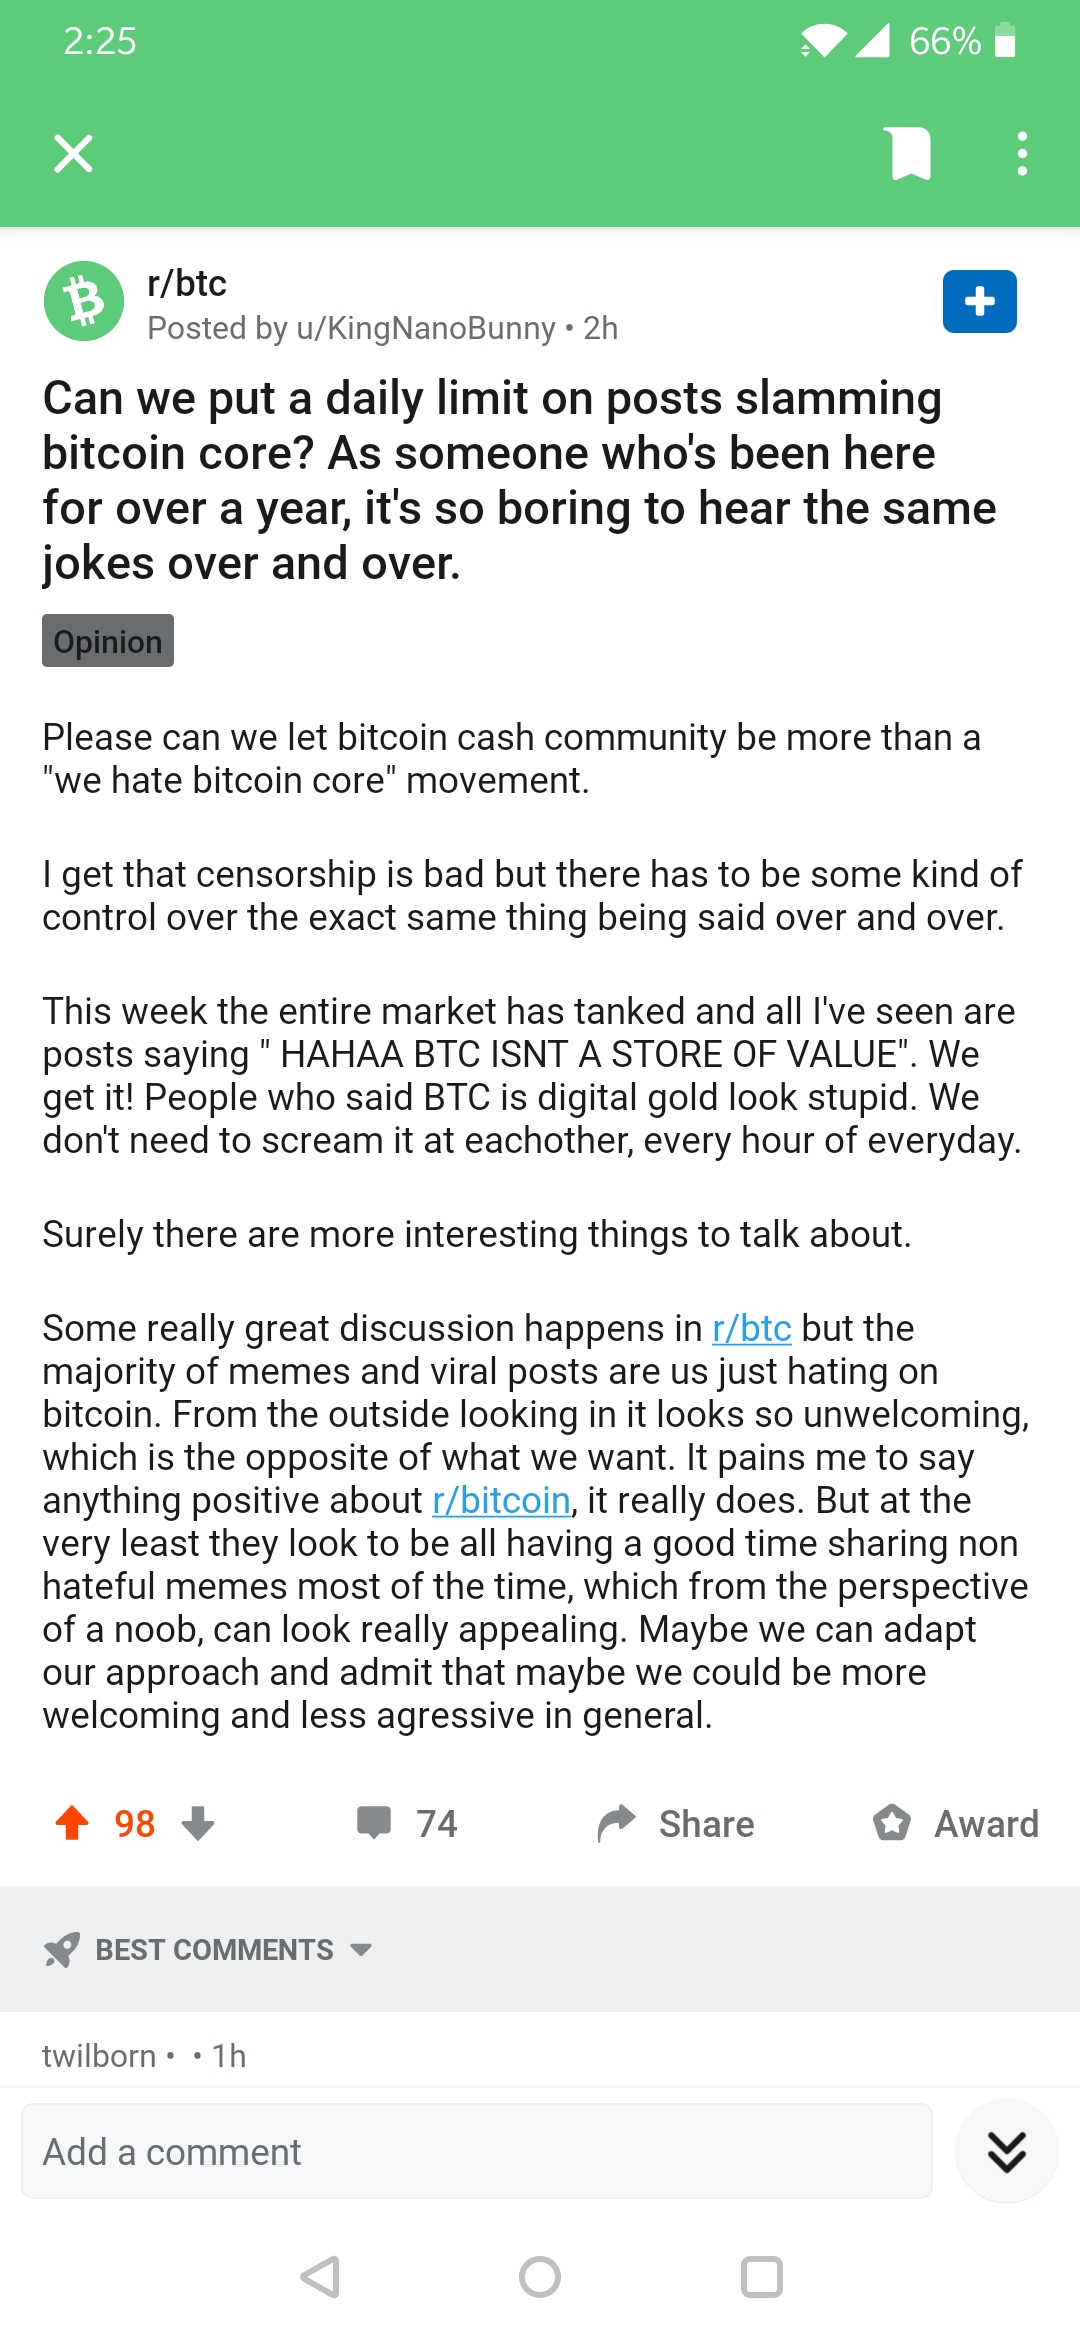 2:25
66%
r/btc
Posted by u/KingNanoBunny • 2h
Can we put a daily limit on posts slamming
bitcoin core? As someone who's been here
for over a year, it's so boring to hear the same
jokes over and over.
Opinion
Please can we let bitcoin cash community be more than a
"we hate bitcoin core" movement.
I get that censorship is bad but there has to be some kind of
control over the exact same thing being said over and over.
This week the entire market has tanked and all I've seen are
posts saying " HAHAA BTC ISNT A STORE OF VALUE". We
get it! People who said BTC is digital gold look stupid. We
don't need to scream it at eachother, every hour of everyday.
Surely there are more interesting things to talk about.
Some really great discussion happens in r/btc but the
majority of memes and viral posts are us just hating on
bitcoin. From the outside looking in it looks so unwelcoming,
which is the opposite of what we want. It pains me to say
anything positive about r/bitcoin, it really does. But at the
very least they look to be all having a good time sharing non
hateful memes most of the time, which from the perspective
of a noob, can look really appealing. Maybe we can adapt
our approach and admit that maybe we could be more
welcoming and less agressive in general.
98
74
Share
Award
BEST COMMENTS
twilborn • • 1h
Add a comment